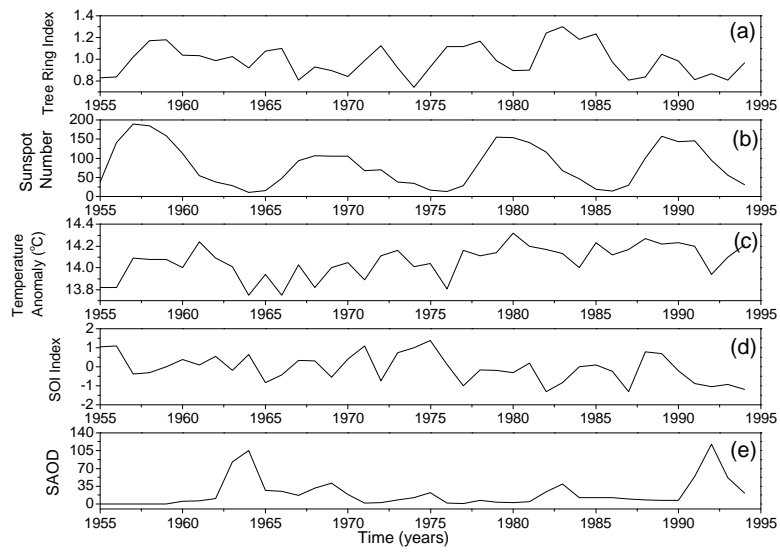 Tree Ring Index
1.4
1.2
1.0
0.8
(a)
1955 1960 1965 1970 1975 1980 1985 1990 1995
Sunspot
Number
200
150
100
50
0
(b)
1955 1960 1965 1970 1975 1980 1985 1990 1995
Temperature
Anomaly (°C)
14.4
14.2
14.0
13.8
(c)
1955 1960 1965 1970 1975 1980 1985 1990 1995
SOI Index
2
1
0
-1
-2
(d)
1955 1960 1965 1970 1975 1980 1985 1990 1995
SAOD
140
105
70
35
0
(e)
1955 1960 1965 1970 1975 1980 1985 1990 1995
Time (years)